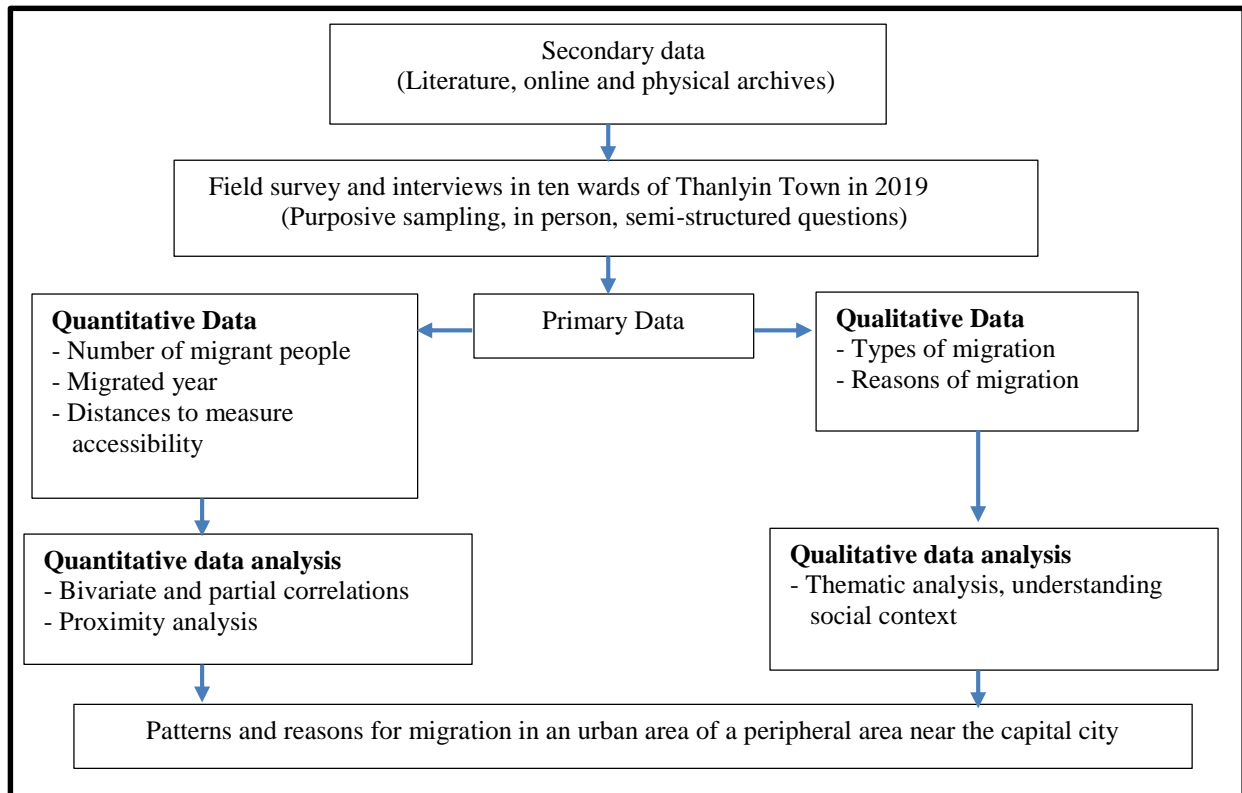 Secondary data
(Literature, online and physical archives)
Field survey and interviews in ten wards of Thanlyin Town in 2019
(Purposive sampling, in person, semi-structured questions)
Primary Data
Quantitative Data
- Number of migrant people
- Migrated year
- Distances to measure
accessibility
Qualitative Data
- Types of migration
- Reasons of migration
Quantitative data analysis
- Bivariate and partial correlations
- Proximity analysis
Qualitative data analysis
- Thematic analysis, understanding
social context
Patterns and reasons for migration in an urban area of a peripheral area near the capital city